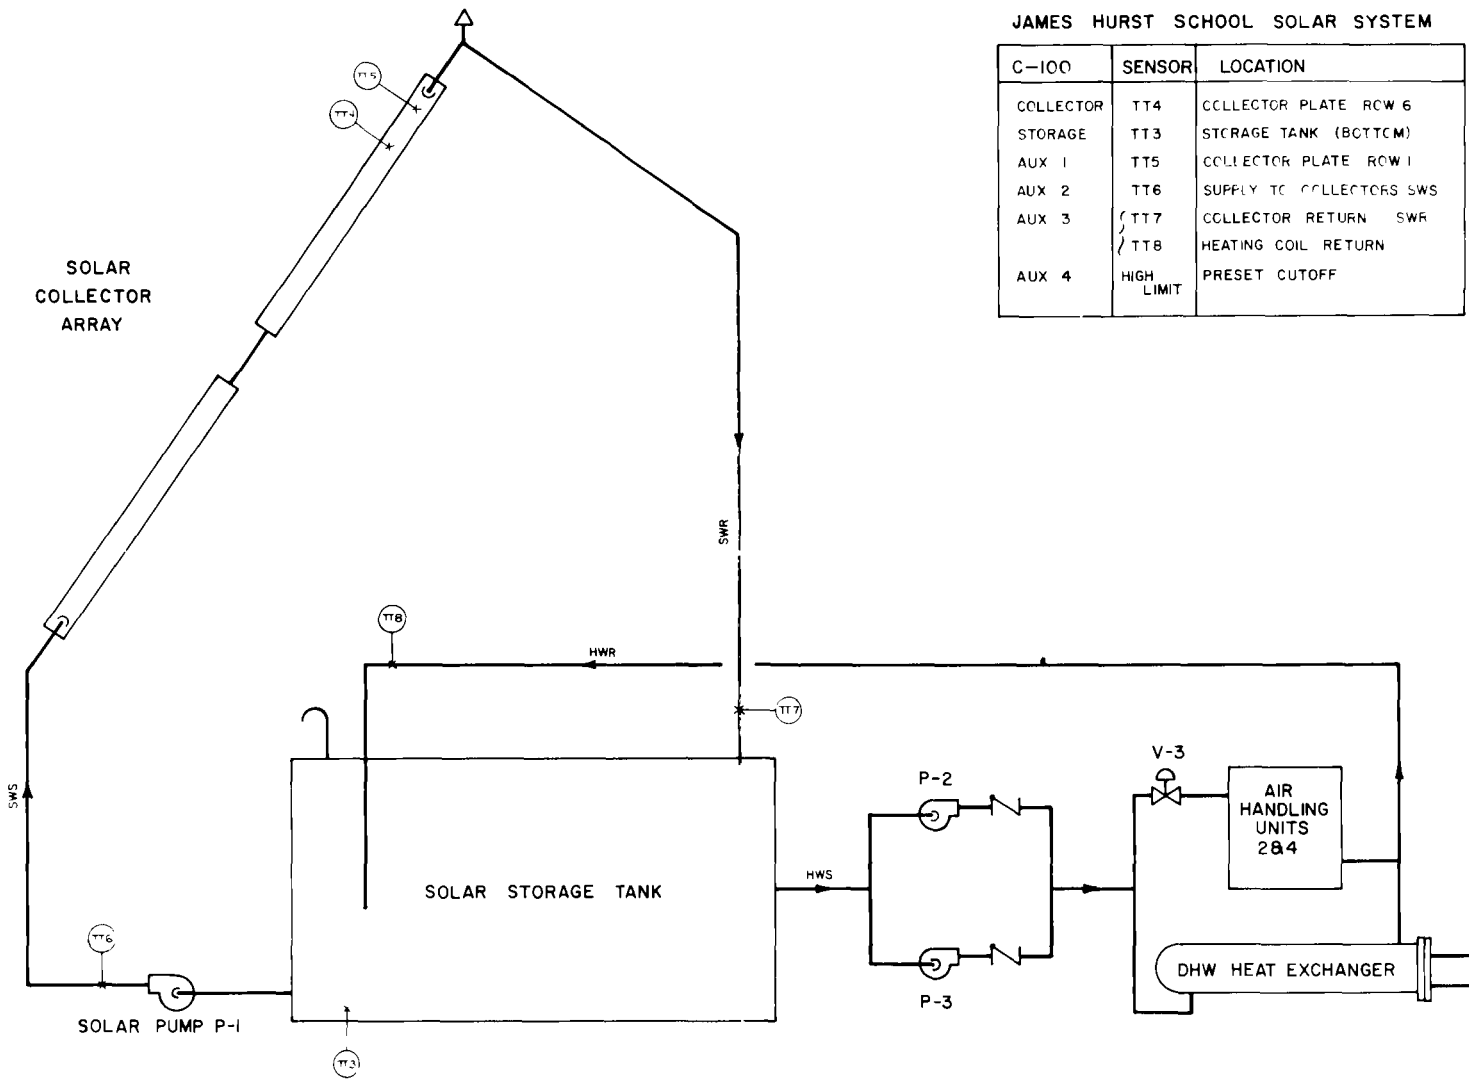 JAMES HURST SCHOOL SOLAR SYSTEM
C-100 SENSOR LOCATION
COLLECTOR TT4 COLLECTOR PLATE ROW 6
STORAGE TT3 STORAGE TANK (BOTTOM)
AUX 1 TT5 COLLECTOR PLATE ROW 1
AUX 2 TT6 SUPPLY TO COLLECTORS SWS
AUX 3 TT7 COLLECTOR RETURN SWR
TT8 HEATING COIL RETURN
AUX 4 HIGH LIMIT PRESET CUTOFF
TT5
TT4
SOLAR
COLLECTOR
ARRAY
SWR
TT8
HWR
TT7
SWS
P-2
V-3
AIR
HANDLING
UNITS
2&4
SOLAR STORAGE TANK
HWS
TT6
DHW HEAT EXCHANGER
P-3
SOLAR PUMP P-1
TT3